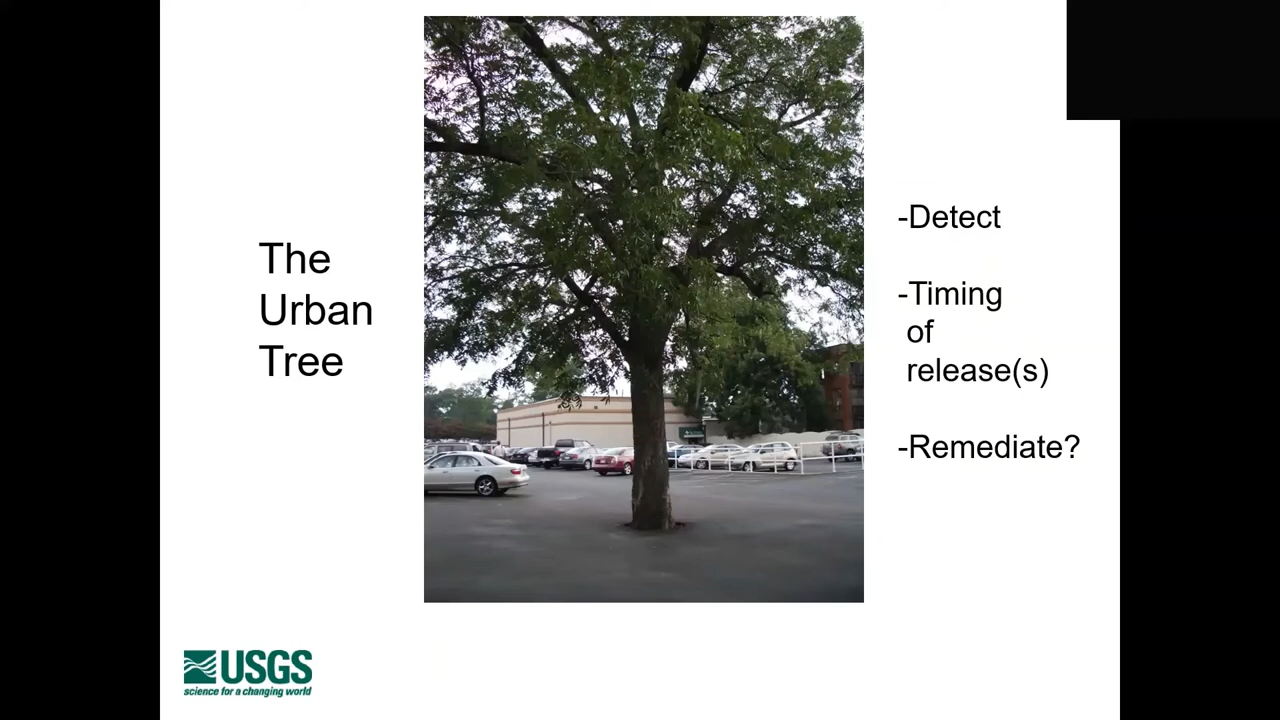 The
Urban
Tree
-Detect
-Timing
of
release(s)
-Remediate?
USGS
science for a changing world